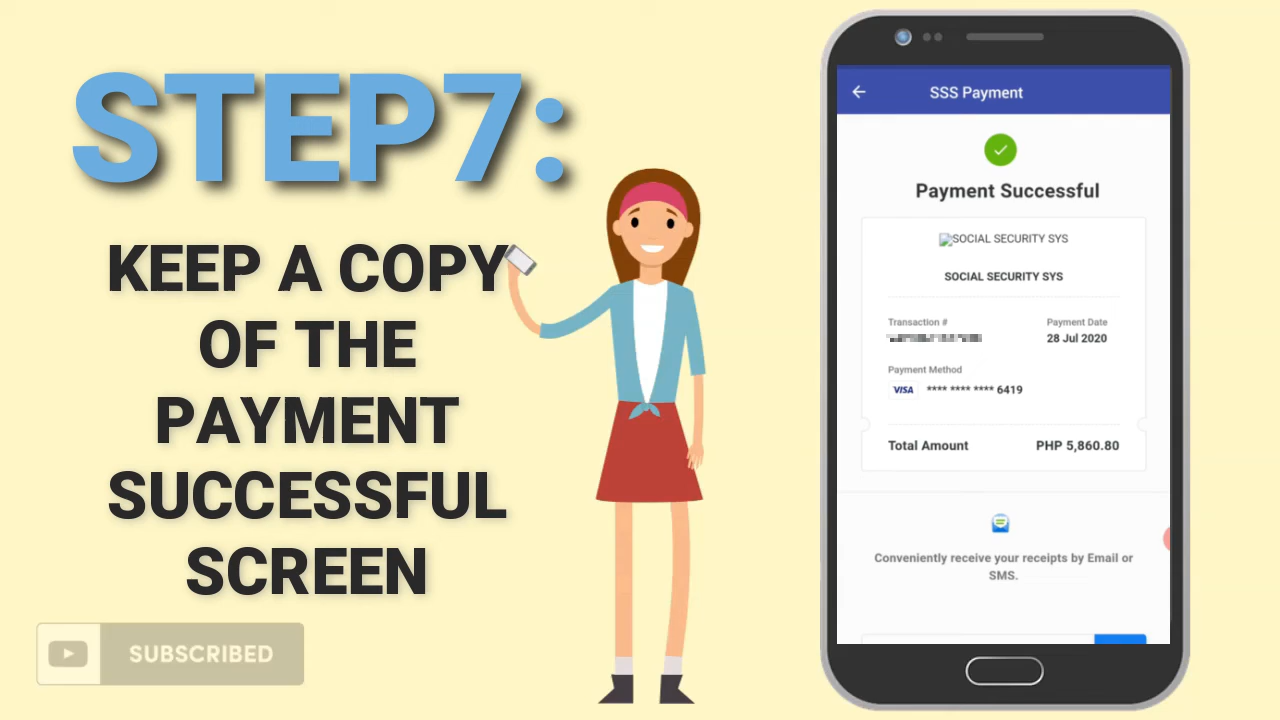 STEP7:
KEEP A COPY
OF THE
PAYMENT
SUCCESSFUL
SCREEN
SUBSCRIBED
SSS Payment
Payment Successful
SOCIAL SECURITY SYS
SOCIAL SECURITY SYS
Transaction # Payment Date
28 Jul 2020
Payment Method
VISA **** **** **** 6419
Total Amount PHP 5,860.80
Conveniently receive your receipts by Email or
SMS.